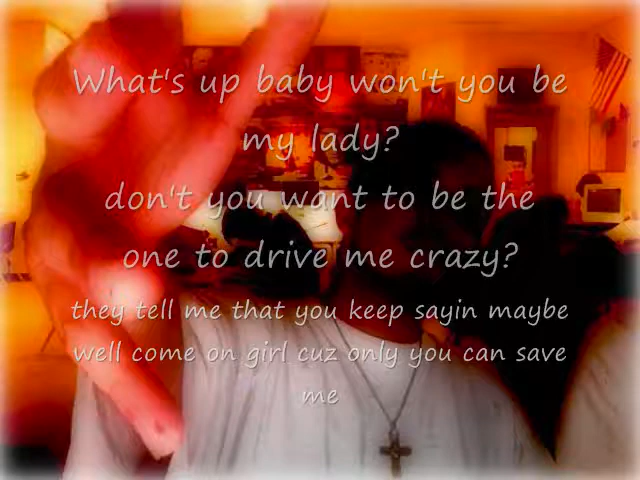 What's up baby won't you be
my lady?
don't you want to be the
one to drive me crazy?
they tell me that you keep sayin maybe
well come on girl cuz only you can save
me